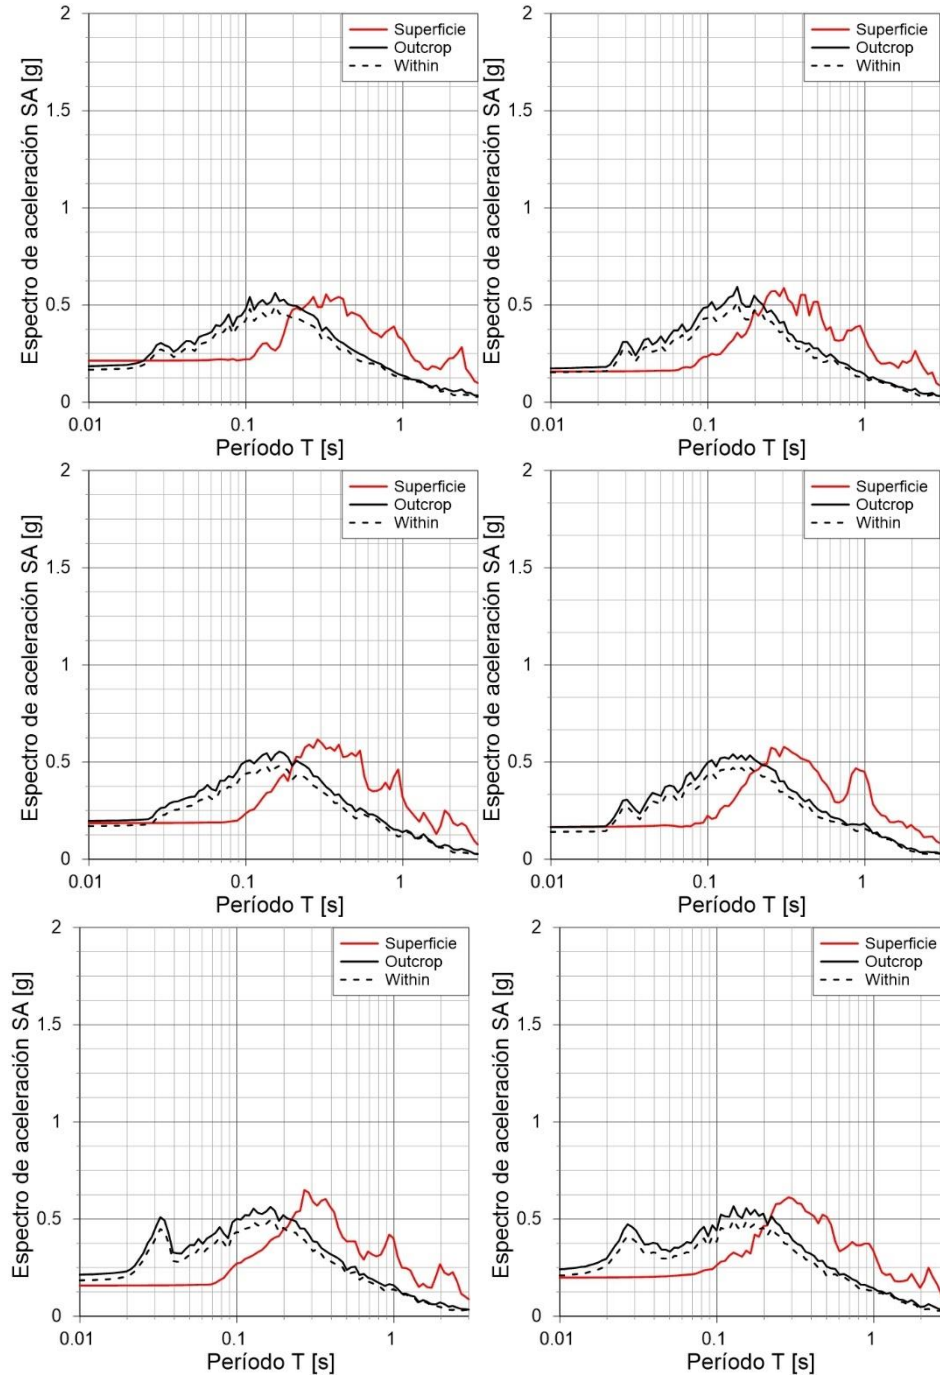 Espectro de aceleración SA [g]
2
1.5
1
0.5
0
0.01
0.1
1
Período T [s]
Superficie
Outcrop
Within
Espectro de aceleración SA [g]
2
1.5
1
0.5
0
0.01
0.1
1
Período T [s]
Superficie
Outcrop
Within
Espectro de aceleración SA [g]
2
1.5
1
0.5
0
0.01
0.1
1
Período T [s]
Superficie
Outcrop
Within
Espectro de aceleración SA [g]
2
1.5
1
0.5
0
0.01
0.1
1
Período T [s]
Superficie
Outcrop
Within
Espectro de aceleración SA [g]
2
1.5
1
0.5
0
0.01
0.1
1
Período T [s]
Superficie
Outcrop
Within
Espectro de aceleración SA [g]
2
1.5
1
0.5
0
0.01
0.1
1
Período T [s]
Superficie
Outcrop
Within